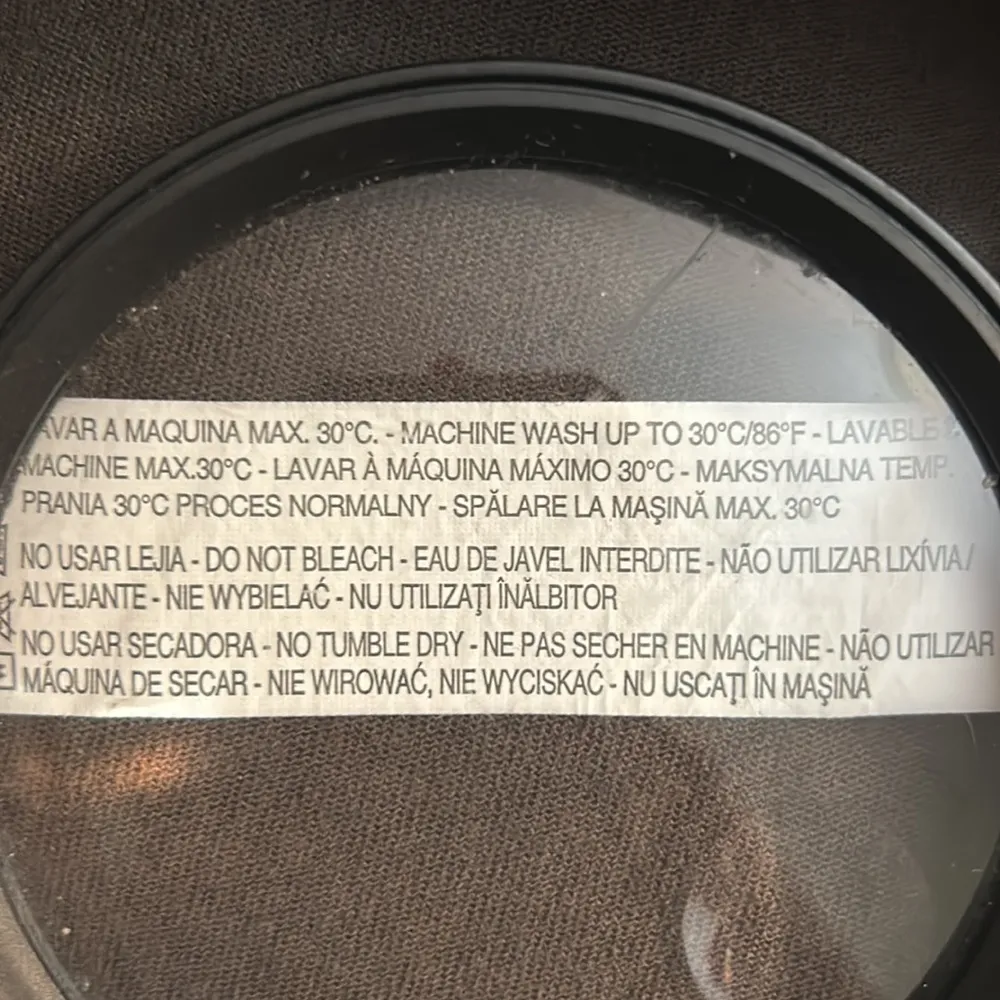 LAVAR A MAQUINA MAX. 30°C. - MACHINE WASH UP TO 30°C/86°F - LAVABLE
MACHINE MAX.30°C - LAVAR À MÁQUINA MÁXIMO 30°C - MAKSYMALNA TEMP.
PRANIA 30°C PROCES NORMALNY - SPĂLARE LA MAŞINĂ MAX. 30°C
NO USAR LEJIA - DO NOT BLEACH - EAU DE JAVEL INTERDITE - NÃO UTILIZAR LIXÍVIA /
ALVEJANTE - NIE WYBIELAĆ - NU UTILIZAŢI ÎNĂLBITOR
NO USAR SECADORA - NO TUMBLE DRY - NE PAS SECHER EN MACHINE - NÃO UTILIZAR
MÁQUINA DE SECAR - NIE WIROWAĆ, NIE WYCISKAĆ - NU USCAŢI ÎN MAŞINĂ